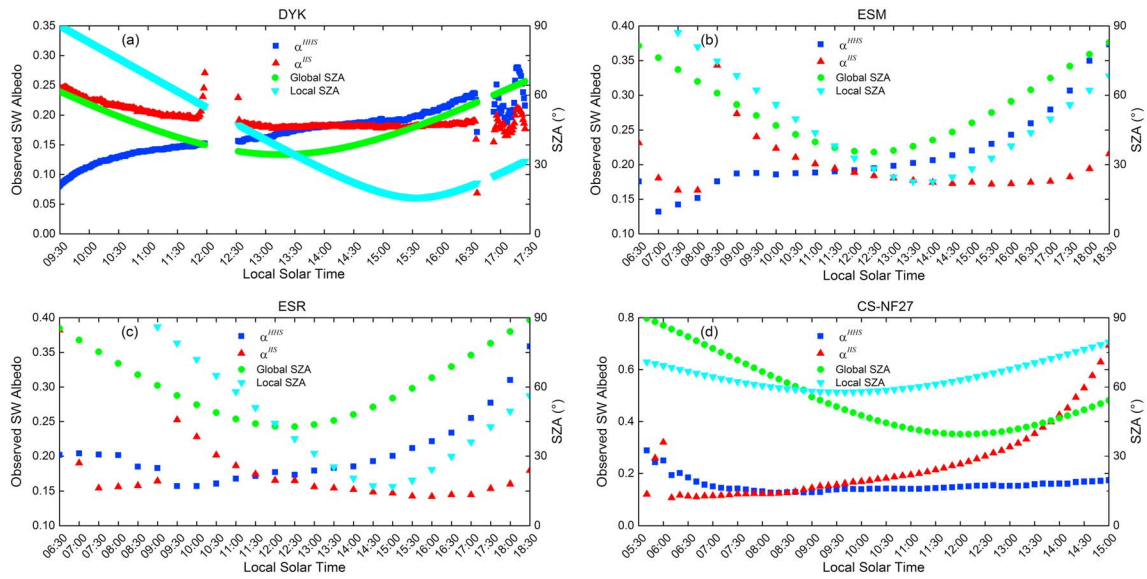 DYK
(a)
α^HHS
α^IIS
Global SZA
Local SZA
Observed SW Albedo
0.35
0.30
0.25
0.20
0.15
0.10
0.05
0.00
90
60
30
0
SZA (°)
09:30 10:00 10:30 11:00 11:30 12:00 12:30 13:00 13:30 14:00 14:30 15:00 15:30 16:00 16:30 17:00 17:30
Local Solar Time
ESM
(b)
α^HHS
α^IIS
Global SZA
Local SZA
Observed SW Albedo
0.40
0.35
0.30
0.25
0.20
0.15
0.10
90
60
30
0
SZA (°)
06:30 07:00 07:30 08:00 08:30 09:00 09:30 10:00 10:30 11:00 11:30 12:00 12:30 13:00 13:30 14:00 14:30 15:00 15:30 16:00 16:30 17:00 17:30 18:00 18:30
Local Solar Time
ESR
(c)
α^HHS
α^IIS
Global SZA
Local SZA
Observed SW Albedo
0.40
0.35
0.30
0.25
0.20
0.15
0.10
90
60
30
0
SZA (°)
06:30 07:00 07:30 08:00 08:30 09:00 09:30 10:00 10:30 11:00 11:30 12:00 12:30 13:00 13:30 14:00 14:30 15:00 15:30 16:00 16:30 17:00 17:30 18:00 18:30
Local Solar Time
CS-NF27
(d)
α^HHS
α^IIS
Global SZA
Local SZA
Observed SW Albedo
0.8
0.6
0.4
0.2
0.0
90
60
30
0
SZA (°)
05:30 06:00 06:30 07:00 07:30 08:00 08:30 09:00 09:30 10:00 10:30 11:00 11:30 12:00 12:30 13:00 13:30 14:00 14:30 15:00
Local Solar Time